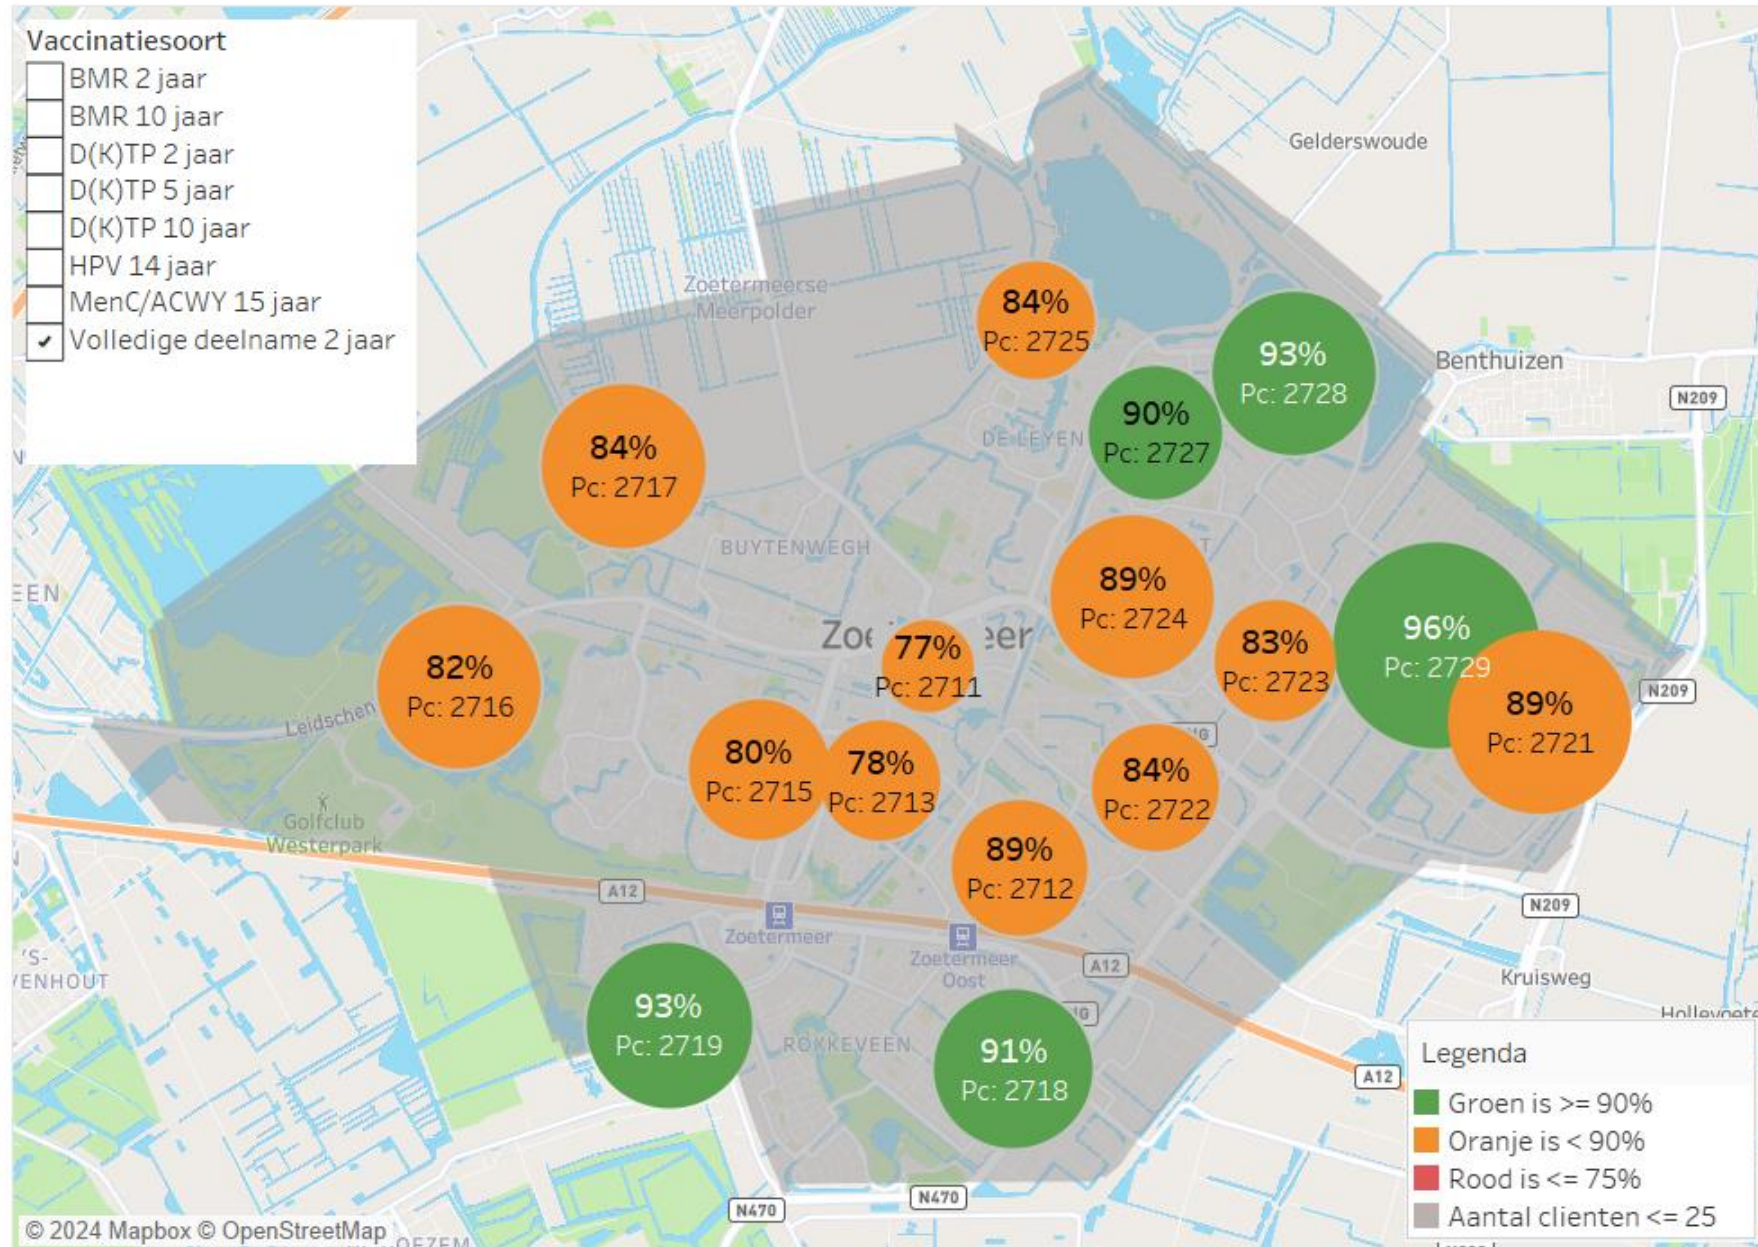 Vaccinatiesoort
BMR 2 jaar
BMR 10 jaar
D(K)TP 2 jaar
D(K)TP 5 jaar
D(K)TP 10 jaar
HPV 14 jaar
MenC/ACWY 15 jaar
Volledige deelname 2 jaar
Gelderswoude
Zoetermeerse
Meerpolder
84%
Pc: 2725
93%
Pc: 2728
Benthuizen
N209
90%
Pc: 2727
DE LEYEN
84%
Pc: 2717
BUYTENWEGH
89%
Pc: 2724
77%
Pc: 2711
83%
Pc: 2723
96%
Pc: 2729
82%
Pc: 2716
N209
89%
Pc: 2721
Leidschen
80%
Pc: 2715
78%
Pc: 2713
84%
Pc: 2722
Golfclub
Westerpark
89%
Pc: 2712
A12
N209
Zoetermeer
Zoetermeer
Oost
A12
'S-
VENHOUT
Kruisweg
93%
Pc: 2719
ROKKEVEEN
91%
Pc: 2718
A12
Legenda
Groen is >= 90%
Oranje is < 90%
Rood is <= 75%
Aantal clienten <= 25
N470
N470
© 2024 Mapbox © OpenStreetMap